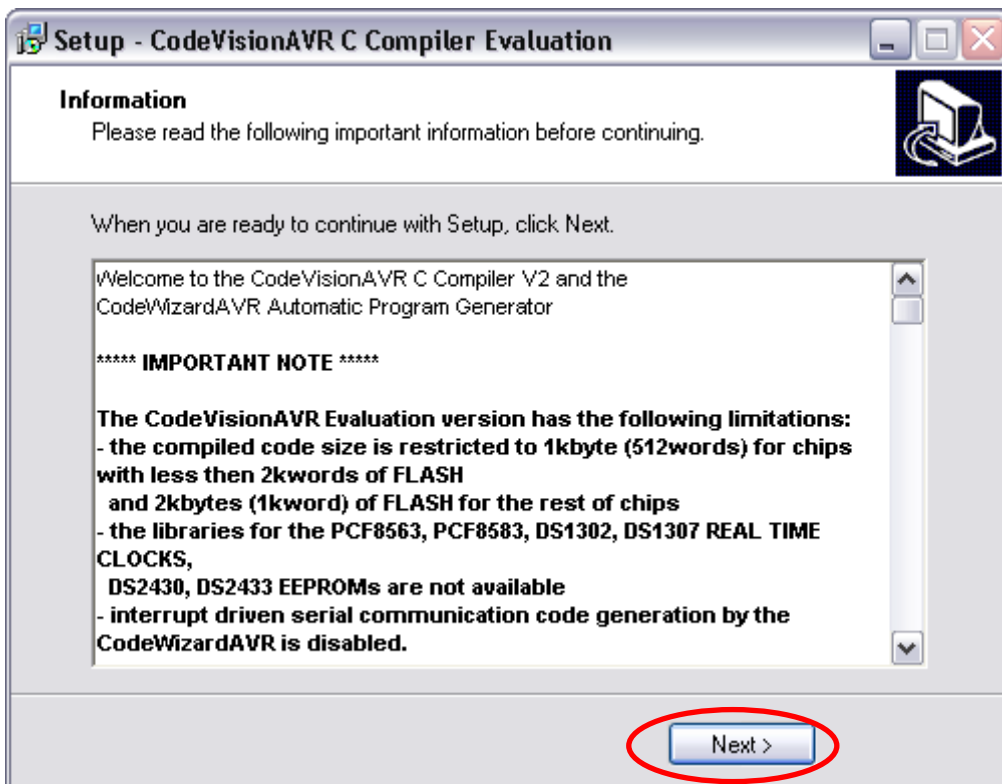 Setup - CodeVisionAVR C Compiler Evaluation
Information
Please read the following important information before continuing.
When you are ready to continue with Setup, click Next.
Welcome to the CodeVisionAVR C Compiler V2 and the
CodeWizardAVR Automatic Program Generator
***** IMPORTANT NOTE *****
The CodeVisionAVR Evaluation version has the following limitations:
- the compiled code size is restricted to 1kbyte (512words) for chips
with less then 2kwords of FLASH
and 2kbytes (1kword) of FLASH for the rest of chips
- the libraries for the PCF8563, PCF8583, DS1302, DS1307 REAL TIME
CLOCKS,
DS2430, DS2433 EEPROMs are not available
- interrupt driven serial communication code generation by the
CodeWizardAVR is disabled.
Next >